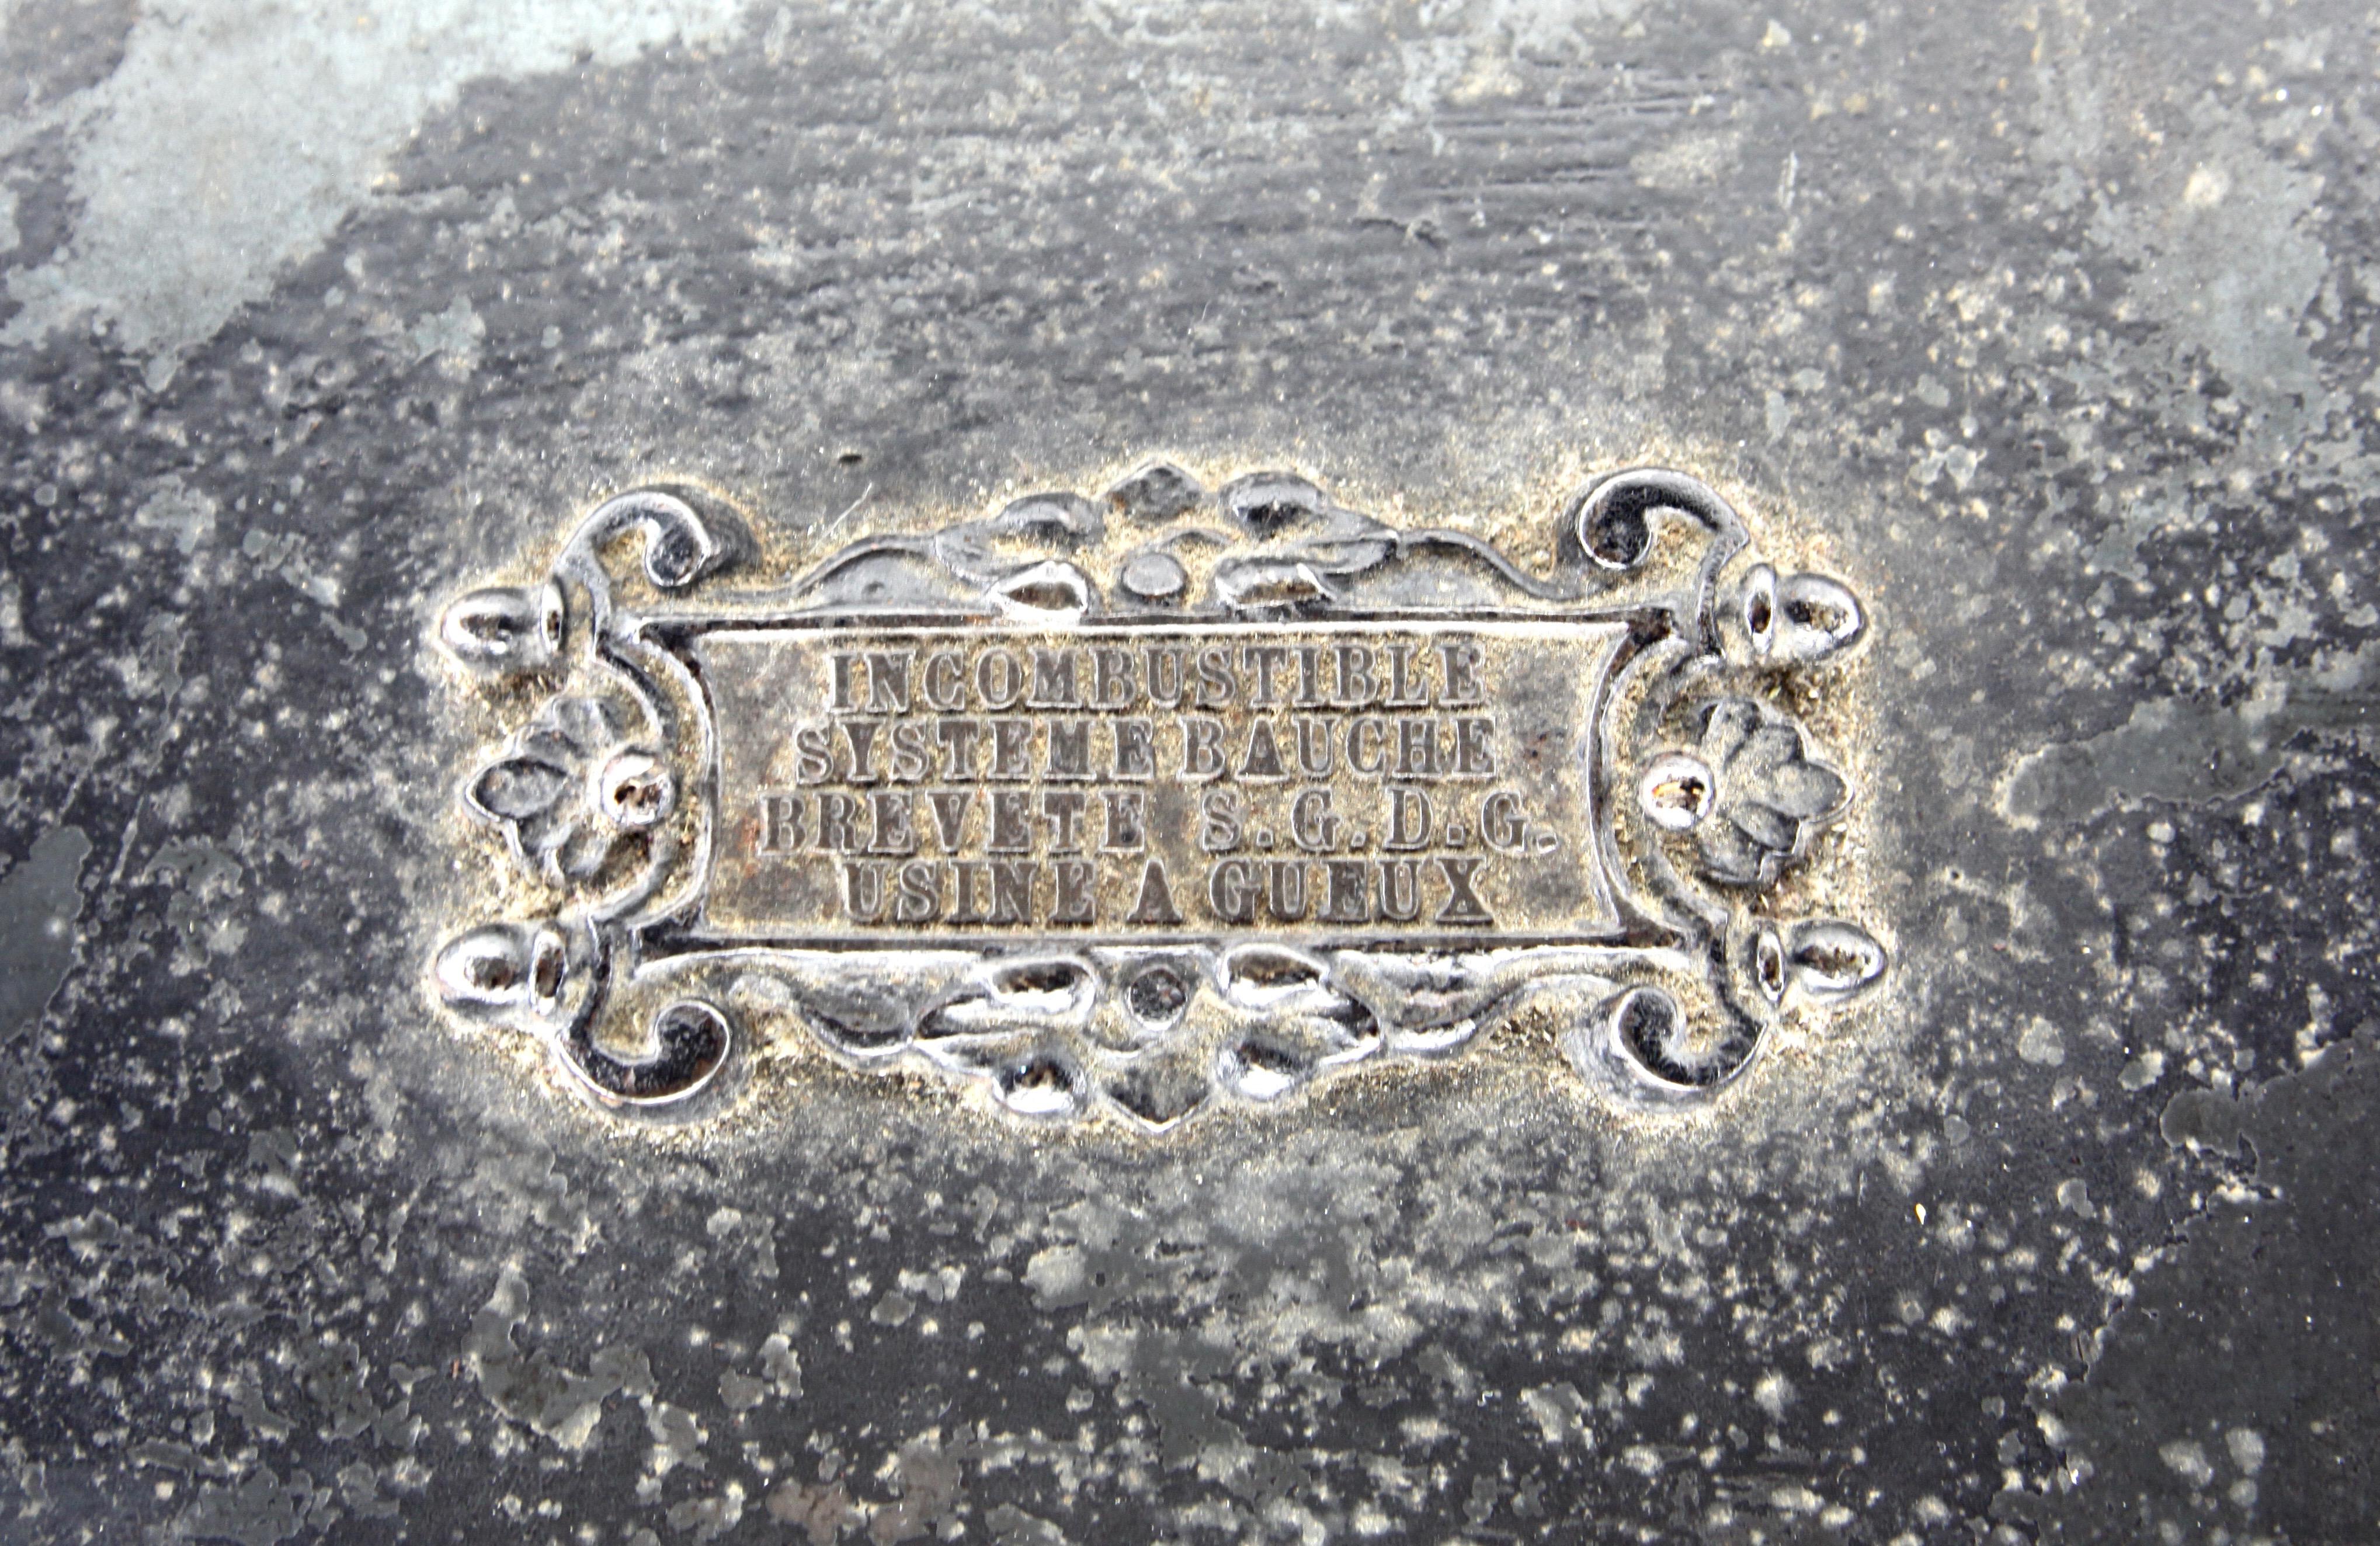 INCOMBUSTIBLE
SYSTEME BAUCHE
BREVETE S.G.D.G.
USINE A GUEUX